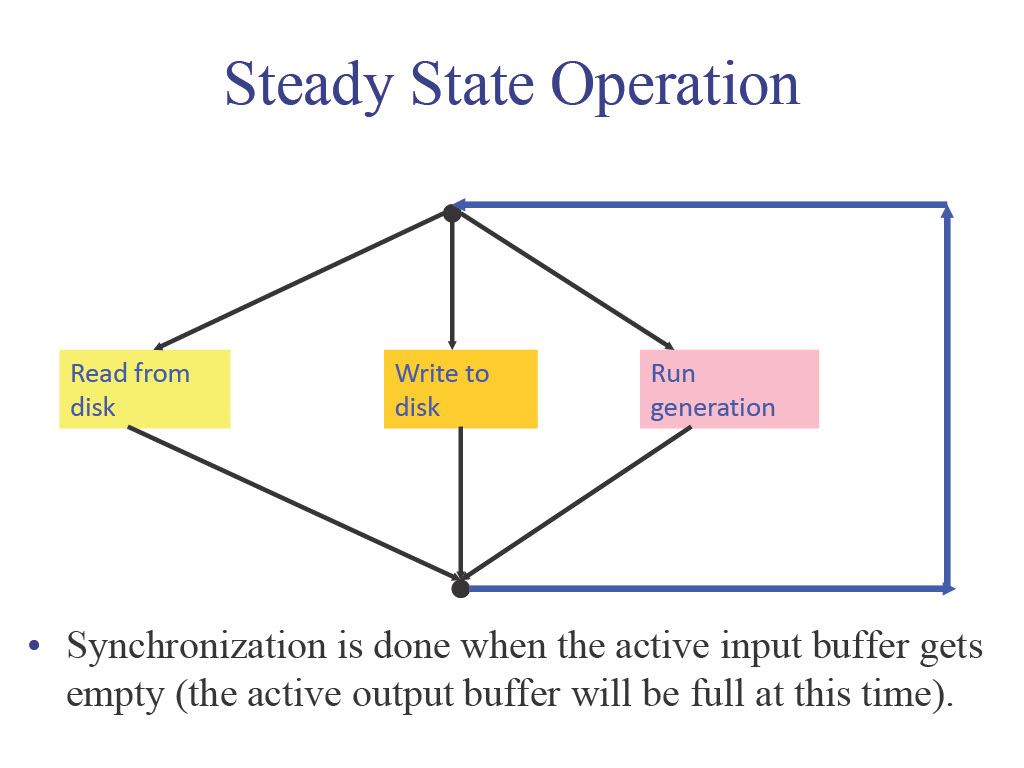 Steady State Operation
Read from
disk
Write to
disk
Run
generation
• Synchronization is done when the active input buffer gets
empty (the active output buffer will be full at this time).